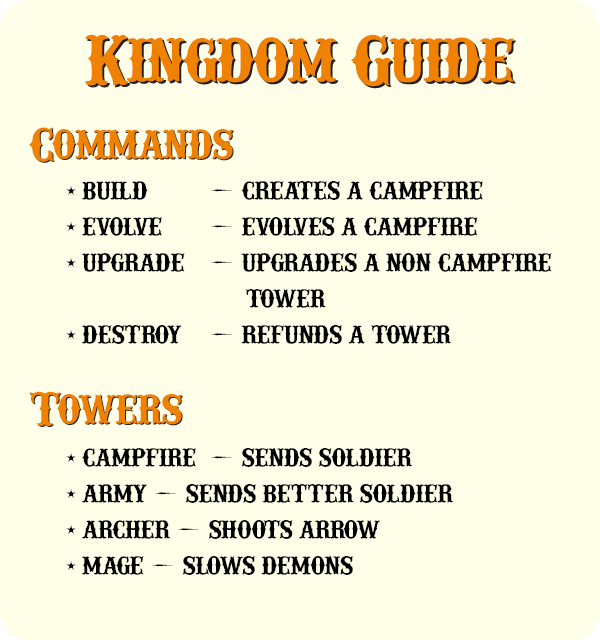 Kingdom Guide
Commands
★ BUILD — CREATES A CAMPFIRE
★ EVOLVE — EVOLVES A CAMPFIRE
★ UPGRADE — UPGRADES A NON CAMPFIRE
TOWER
★ DESTROY — REFUNDS A TOWER
Towers
★ CAMPFIRE — SENDS SOLDIER
★ ARMY — SENDS BETTER SOLDIER
★ ARCHER — SHOOTS ARROW
★ MAGE — SLOWS DEMONS